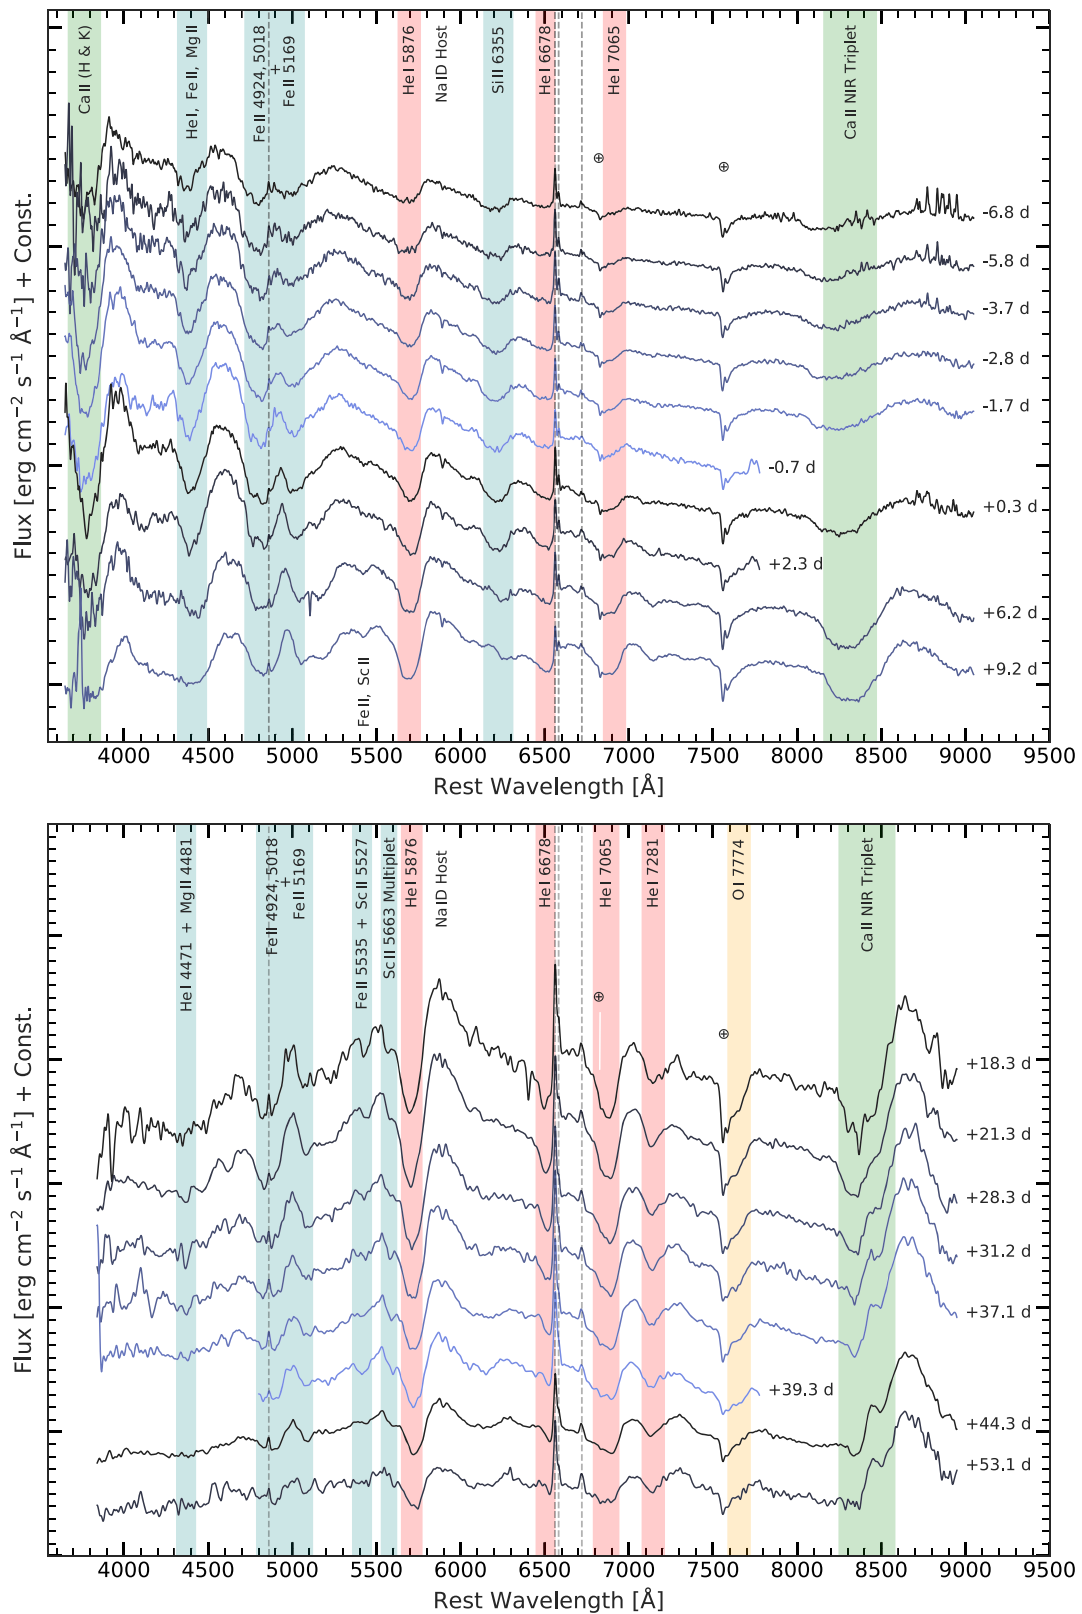 Ca II (H & K)
He I, Fe II, Mg II
Fe II 4924, 5018
+
Fe II 5169
He I 5876
Na ID Host
Si II 6355
He I 6678
He I 7065
Ca II NIR Triplet
⊕
⊕
-6.8 d
-5.8 d
-3.7 d
-2.8 d
-1.7 d
-0.7 d
+0.3 d
+2.3 d
+6.2 d
+9.2 d
Fe II, Sc II
Flux [erg cm−2 s−1 Å−1] + Const.
4000 4500 5000 5500 6000 6500 7000 7500 8000 8500 9000 9500
Rest Wavelength [Å]
He I 4471 + Mg II 4481
Fe II 4924, 5018
+
Fe II 5169
Fe II 5535 + Sc II 5527
Sc II 5663 Multiplet
He I 5876
Na ID Host
He I 6678
He I 7065
He I 7281
O I 7774
Ca II NIR Triplet
⊕
⊕
+18.3 d
+21.3 d
+28.3 d
+31.2 d
+37.1 d
+39.3 d
+44.3 d
+53.1 d
Flux [erg cm−2 s−1 Å−1] + Const.
4000 4500 5000 5500 6000 6500 7000 7500 8000 8500 9000 9500
Rest Wavelength [Å]